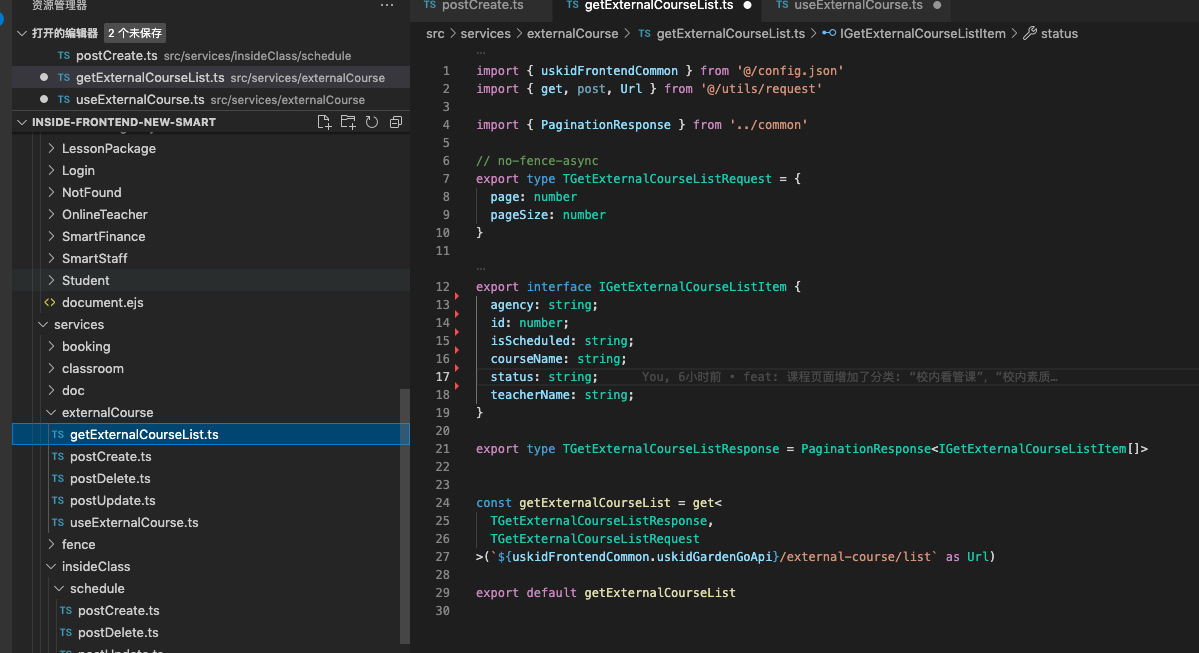 资源管理器
···
打开的编辑器 2 个未保存
TS postCreate.ts src/services/insideClass/schedule
TS getExternalCourseList.ts src/services/externalCourse
TS useExternalCourse.ts src/services/externalCourse
INSIDE-FRONTEND-NEW-SMART
LessonPackage
Login
NotFound
OnlineTeacher
SmartFinance
SmartStaff
Student
<> document.ejs
services
booking
classroom
doc
externalCourse
TS getExternalCourseList.ts
TS postCreate.ts
TS postDelete.ts
TS postUpdate.ts
TS useExternalCourse.ts
fence
insideClass
schedule
TS postCreate.ts
TS postDelete.ts
TS postUpdate.ts
TS postCreate.ts
TS getExternalCourseList.ts ●
TS useExternalCourse.ts ●
src > services > externalCourse > TS getExternalCourseList.ts > IGetExternalCourseListItem > status
…
1 import { uskidFrontendCommon } from '@/config.json'
2 import { get, post, Url } from '@/utils/request'
3
4 import { PaginationResponse } from '../common'
5
6 // no-fence-async
7 export type TGetExternalCourseListRequest = {
8 page: number
9 pageSize: number
10 }
11
…
12 export interface IGetExternalCourseListItem {
13 agency: string;
14 id: number;
15 isScheduled: string;
16 courseName: string;
17 status: string; You, 6小时前 • feat: 课程页面增加了分类: “校内看管课”, “校内素质…
18 teacherName: string;
19 }
20
21 export type TGetExternalCourseListResponse = PaginationResponse<IGetExternalCourseListItem[]>
22
23
24 const getExternalCourseList = get<
25 TGetExternalCourseListResponse,
26 TGetExternalCourseListRequest
27 >(`${uskidFrontendCommon.uskidGardenGoApi}/external-course/list` as Url)
28
29 export default getExternalCourseList
30